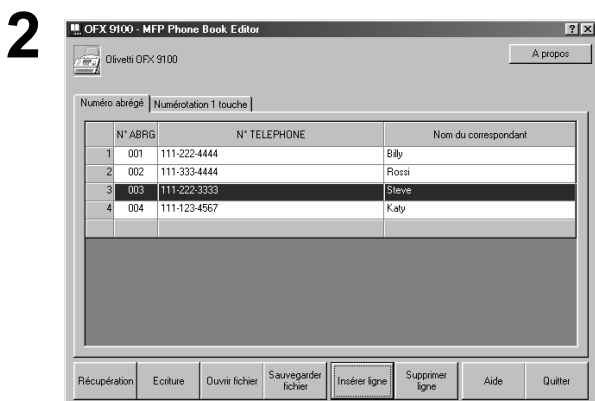 2
OFX 9100 - MFP Phone Book Editor
Olivetti OFX 9100
A propos
Numéro abrégé Numérotation 1 touche
N° ABRG N° TELEPHONE Nom du correspondant
1 001 111-222-4444 Billy
2 002 111-333-4444 Rossi
3 003 111-222-3333 Steve
4 004 111-123-4567 Katy
Récupération Ecriture Ouvrir fichier Sauvegarder fichier Insérer ligne Supprimer ligne Aide Quitter